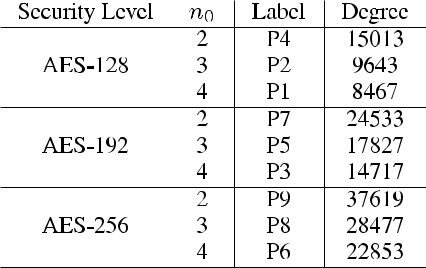 Security Level n₀ Label Degree
2 P4 15013
AES-128 3 P2 9643
4 P1 8467
2 P7 24533
AES-192 3 P5 17827
4 P3 14717
2 P9 37619
AES-256 3 P8 28477
4 P6 22853